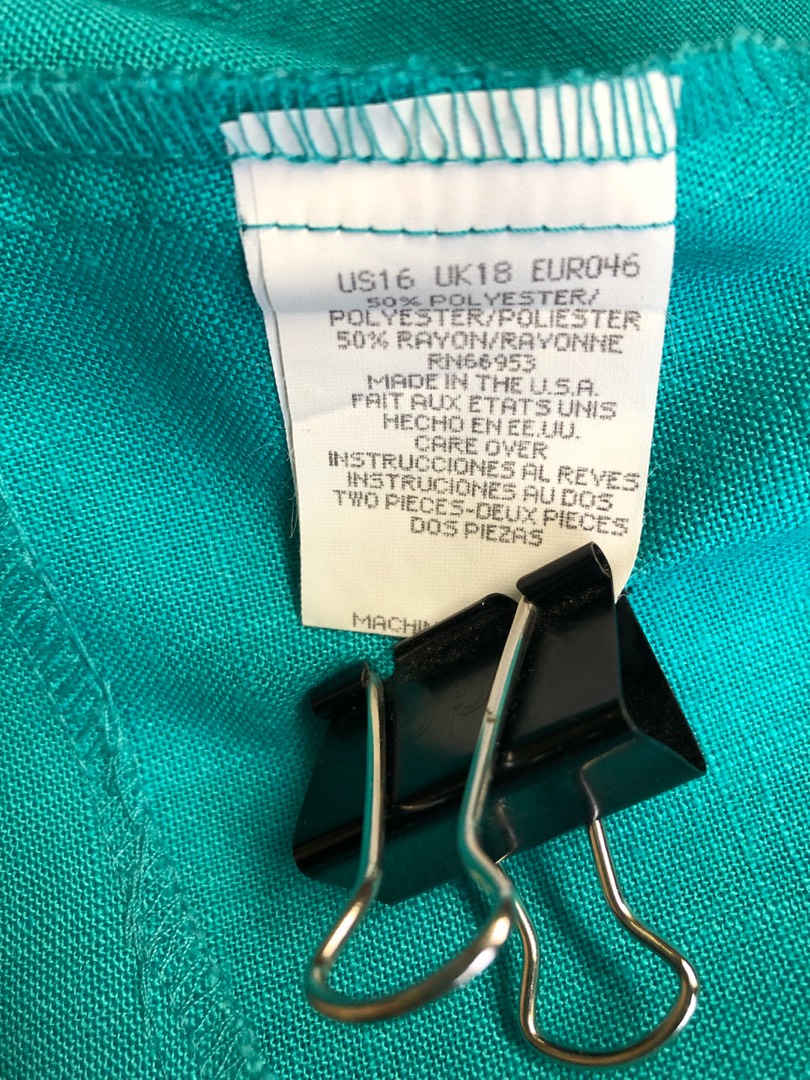 US16 UK18 EURO46
50% POLYESTER/
POLYESTER/POLIESTER
50% RAYON/RAYONNE
RN66953
MADE IN THE U.S.A.
FAIT AUX ETATS UNIS
HECHO EN EE.UU.
CARE OVER
INSTRUCCIONES AL REVES
INSTRUCIONES AU DOS
TWO PIECES-DEUX PIECES
DOS PIEZAS